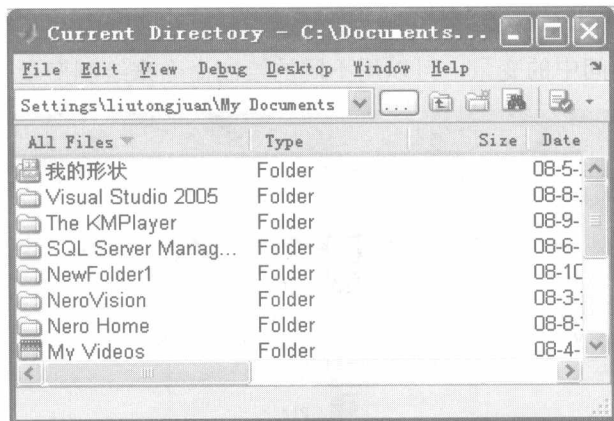 Current Directory - C:\Documents...
File Edit View Debug Desktop Window Help
Settings\liutongjuan\My Documents ...
All Files Type Size Date
我的形状 Folder 08-5-
Visual Studio 2005 Folder 08-8-
The KMPlayer Folder 08-9-
SQL Server Manag... Folder 08-6-
NewFolder1 Folder 08-10
NeroVision Folder 08-3-
Nero Home Folder 08-8-
My Videos Folder 08-4-